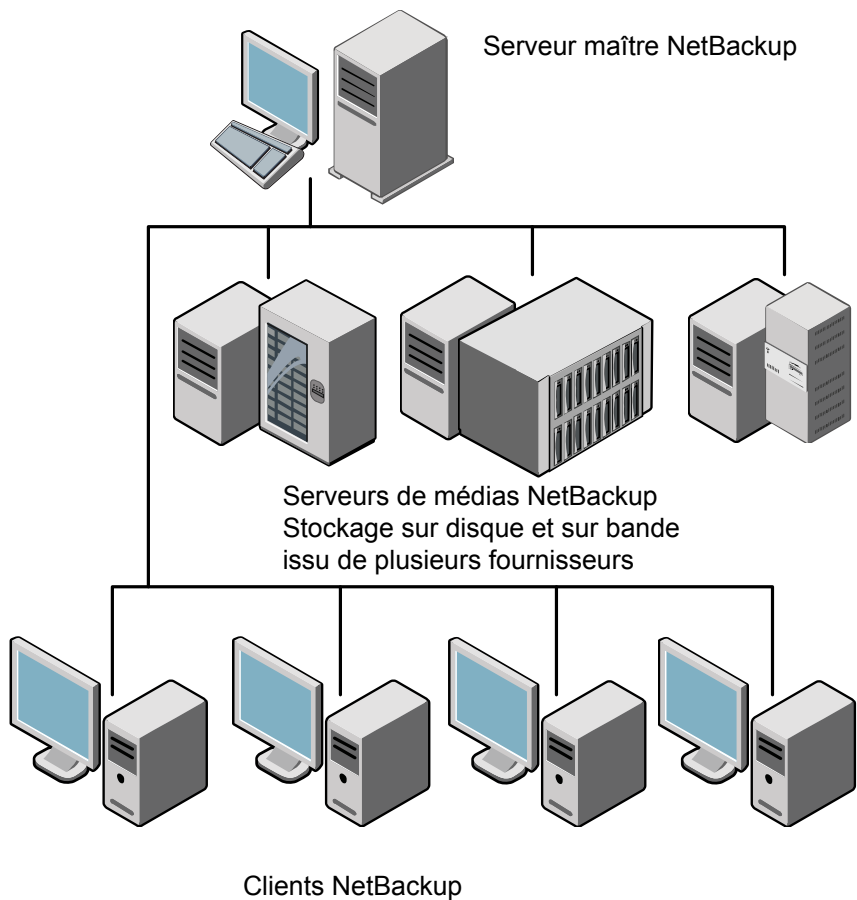 Serveur maître NetBackup
Serveurs de médias NetBackup
Stockage sur disque et sur bande
issu de plusieurs fournisseurs
Clients NetBackup